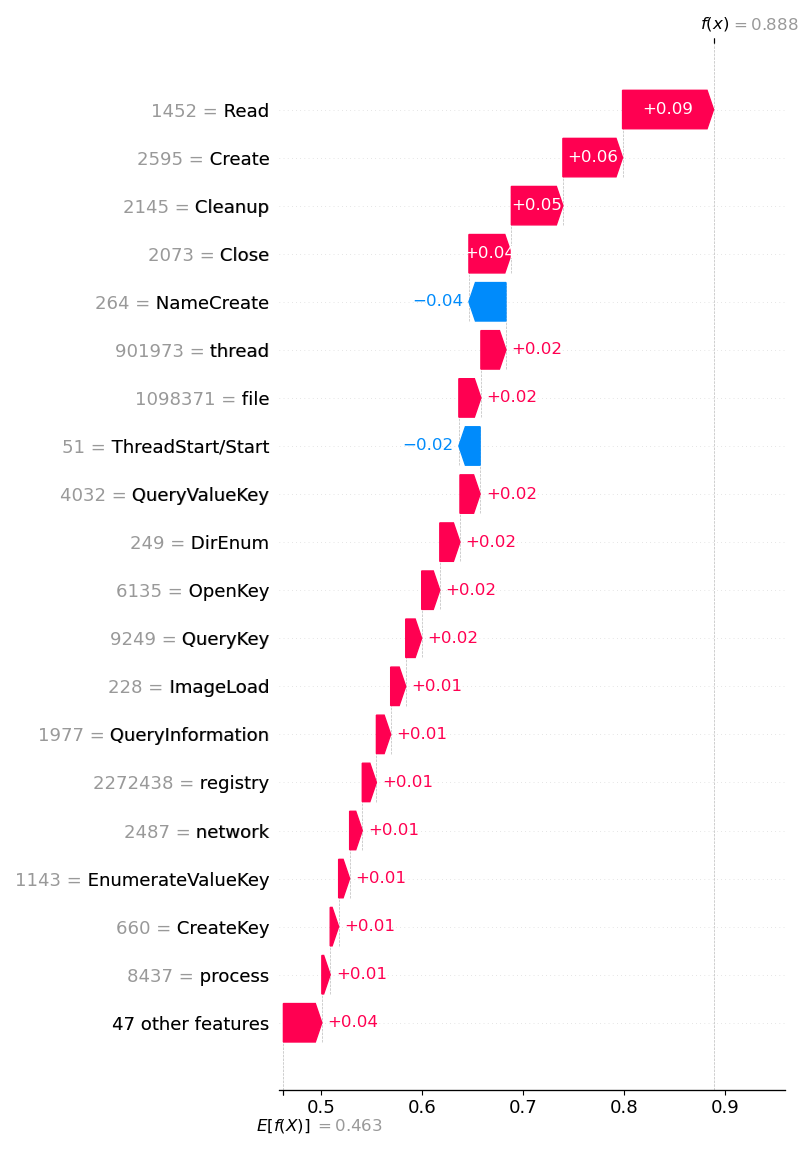 f(x) = 0.888
1452 = Read
+0.09
2595 = Create
+0.06
2145 = Cleanup
+0.05
2073 = Close
+0.04
264 = NameCreate
−0.04
901973 = thread
+0.02
1098371 = file
+0.02
51 = ThreadStart/Start
−0.02
4032 = QueryValueKey
+0.02
249 = DirEnum
+0.02
6135 = OpenKey
+0.02
9249 = QueryKey
+0.02
228 = ImageLoad
+0.01
1977 = QueryInformation
+0.01
2272438 = registry
+0.01
2487 = network
+0.01
1143 = EnumerateValueKey
+0.01
660 = CreateKey
+0.01
8437 = process
+0.01
47 other features
+0.04
0.5 0.6 0.7 0.8 0.9
E[f(X)] = 0.463